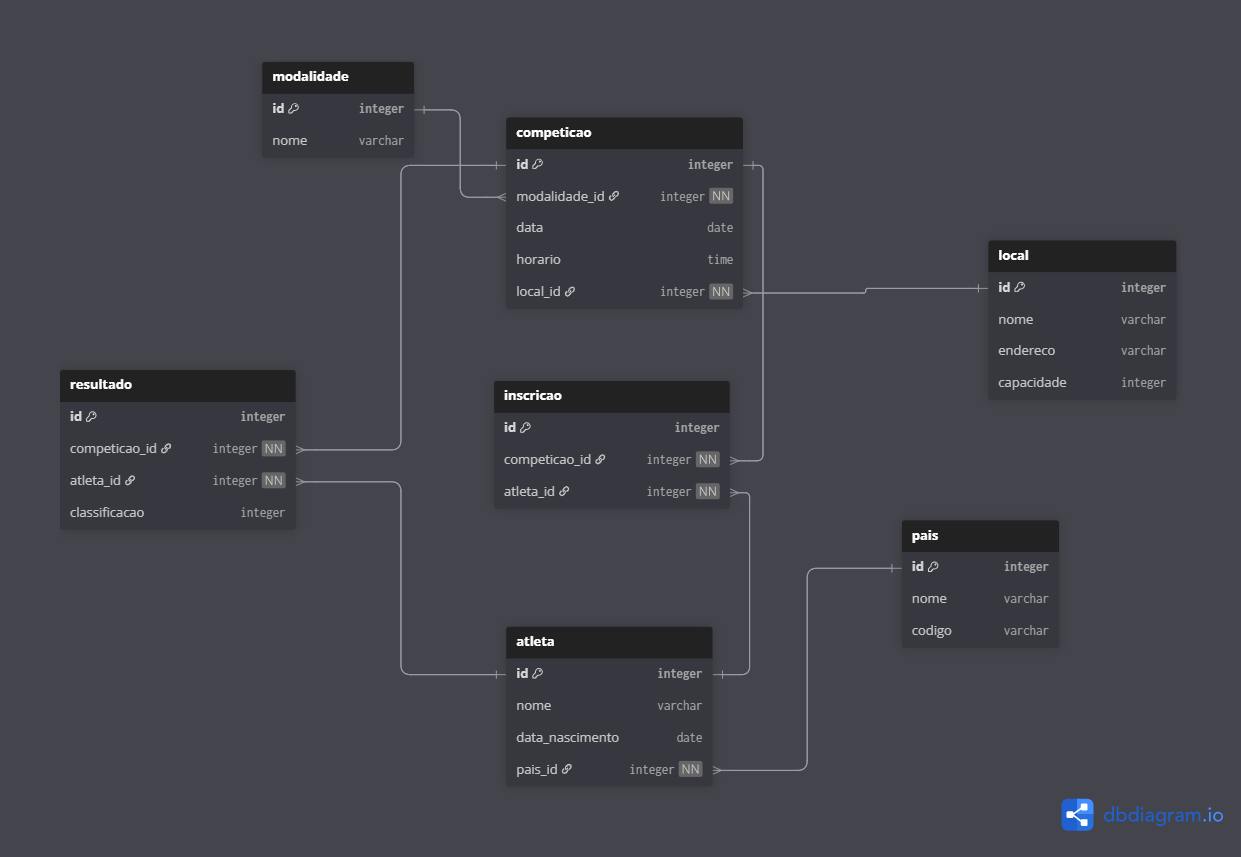 modalidade
id integer
nome varchar
competicao
id integer
modalidade_id integer NN
data date
horario time
local_id integer NN
local
id integer
nome varchar
endereco varchar
capacidade integer
resultado
id integer
competicao_id integer NN
atleta_id integer NN
classificacao integer
inscricao
id integer
competicao_id integer NN
atleta_id integer NN
pais
id integer
nome varchar
codigo varchar
atleta
id integer
nome varchar
data_nascimento date
pais_id integer NN
dbdiagram.io